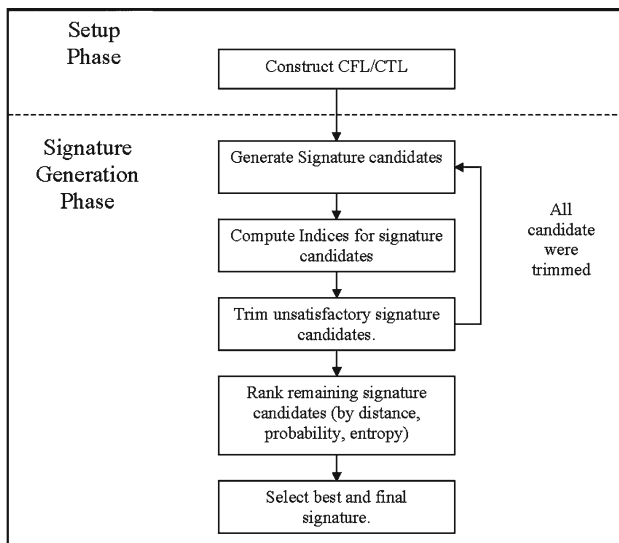 Setup
Phase
Construct CFL/CTL
Signature
Generation
Phase
Generate Signature candidates
Compute Indices for signature
candidates
Trim unsatisfactory signature
candidates.
All
candidate
were
trimmed
Rank remaining signature
candidates (by distance,
probability, entropy)
Select best and final
signature.